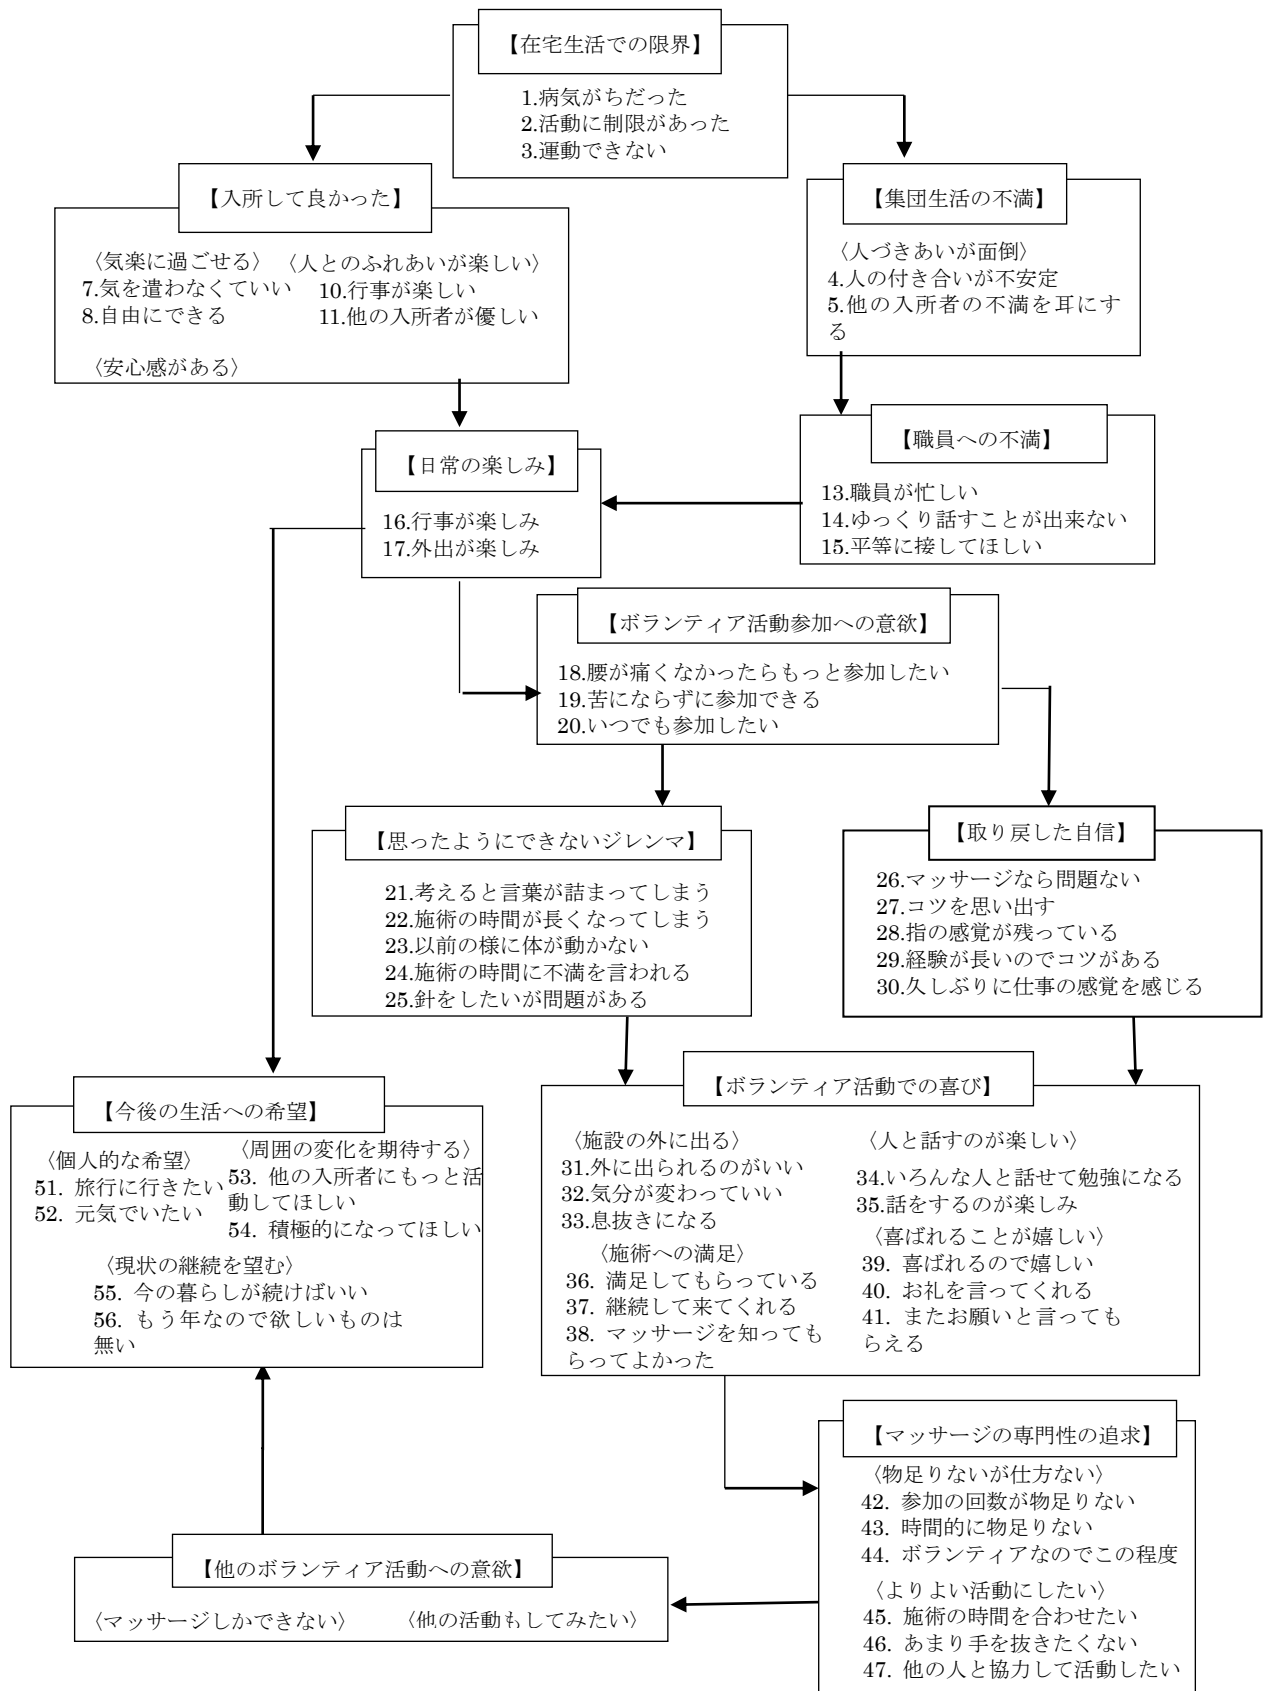 【在宅生活での限界】
1.病気がちだった
2.活動に制限があった
3.運動できない
【入所して良かった】
〈気楽に過ごせる〉
7.気を遣わなくていい
8.自由にできる
〈人とのふれあいが楽しい〉
10.行事が楽しい
11.他の入所者が優しい
〈安心感がある〉
【集団生活の不満】
〈人づきあいが面倒〉
4.人の付き合いが不安定
5.他の入所者の不満を耳にす
る
【職員への不満】
13.職員が忙しい
14.ゆっくり話すことが出来ない
15.平等に接してほしい
【日常の楽しみ】
16.行事が楽しみ
17.外出が楽しみ
【ボランティア活動参加への意欲】
18.腰が痛くなかったらもっと参加したい
19.苦にならずに参加できる
20.いつでも参加したい
【思ったようにできないジレンマ】
21.考えると言葉が詰まってしまう
22.施術の時間が長くなってしまう
23.以前の様に体が動かない
24.施術の時間に不満を言われる
25.針をしたいが問題がある
【取り戻した自信】
26.マッサージなら問題ない
27.コツを思い出す
28.指の感覚が残っている
29.経験が長いのでコツがある
30.久しぶりに仕事の感覚を感じる
【ボランティア活動での喜び】
〈施設の外に出る〉
31.外に出られるのがいい
32.気分が変わっていい
33.息抜きになる
〈施術への満足〉
36. 満足してもらっている
37. 継続して来てくれる
38. マッサージを知っても
らってよかった
〈人と話すのが楽しい〉
34.いろんな人と話せて勉強になる
35.話をするのが楽しみ
〈喜ばれることが嬉しい〉
39. 喜ばれるので嬉しい
40. お礼を言ってくれる
41. またお願いと言っても
らえる
【今後の生活への希望】
〈個人的な希望〉
51. 旅行に行きたい
52. 元気でいたい
〈周囲の変化を期待する〉
53. 他の入所者にもっと活
動してほしい
54. 積極的になってほしい
〈現状の継続を望む〉
55. 今の暮らしが続けばいい
56. もう年なので欲しいものは
無い
【マッサージの専門性の追求】
〈物足りないが仕方ない〉
42. 参加の回数が物足りない
43. 時間的に物足りない
44. ボランティアなのでこの程度
〈よりよい活動にしたい〉
45. 施術の時間を合わせたい
46. あまり手を抜きたくない
47. 他の人と協力して活動したい
【他のボランティア活動への意欲】
〈マッサージしかできない〉
〈他の活動もしてみたい〉